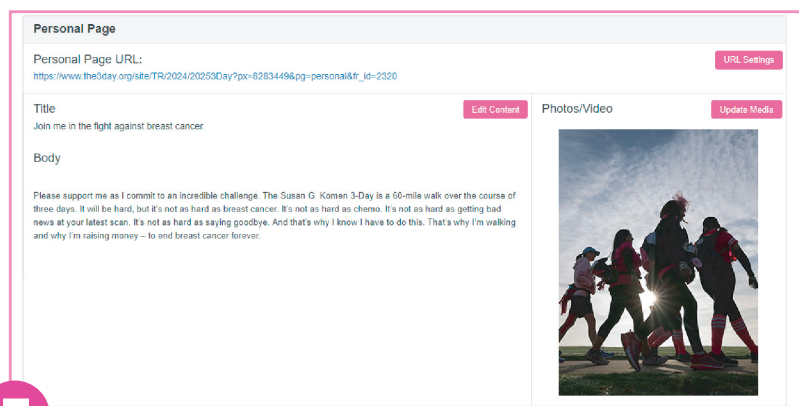 Personal Page
Personal Page URL:
URL Settings
https://www.the3day.org/site/TR/2024/20253Day?px=8283449&pg=personal&fr_id=2320
Title
Edit Content
Photos/Video
Update Media
Join me in the fight against breast cancer.
Body
Please support me as I commit to an incredible challenge. The Susan G. Komen 3-Day is a 60-mile walk over the course of
three days. It will be hard, but it's not as hard as breast cancer. It's not as hard as chemo. It's not as hard as getting bad
news at your latest scan. It's not as hard as saying goodbye. And that's why I know I have to do this. That's why I'm walking
and why I'm raising money – to end breast cancer forever.